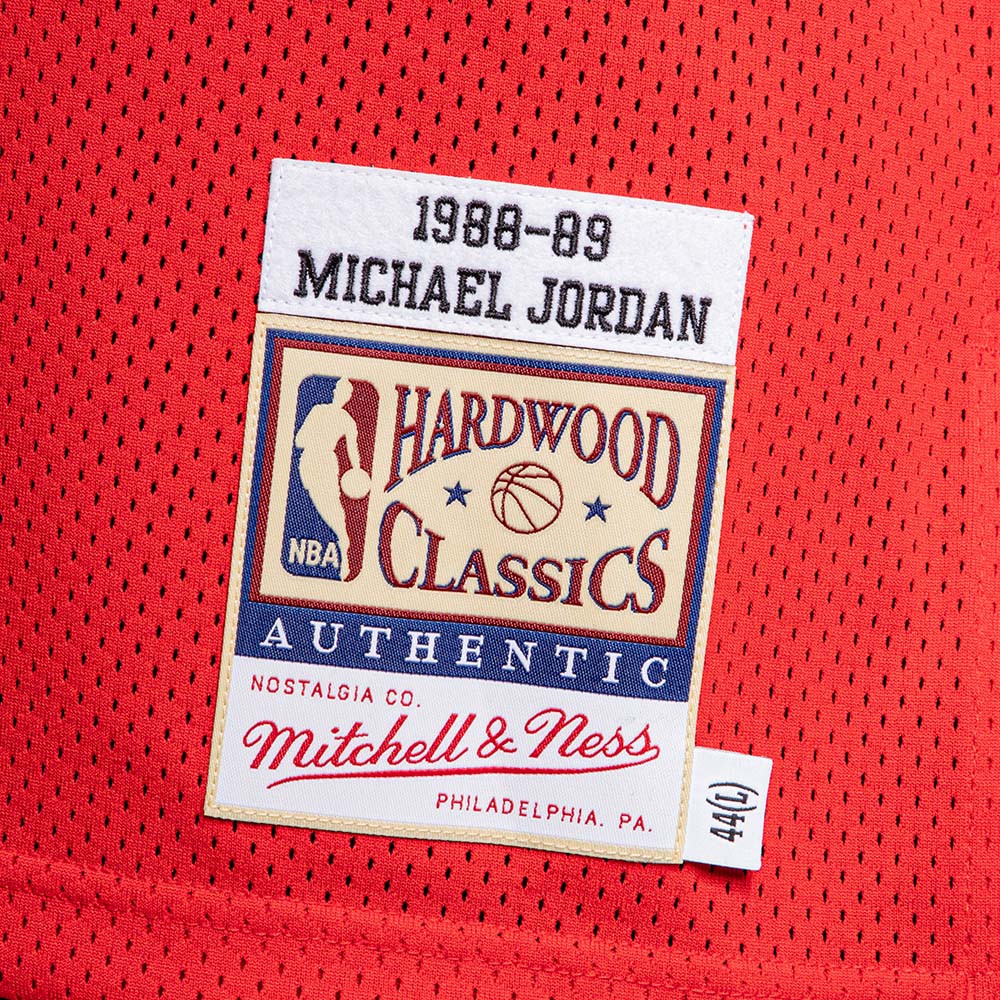 1988-89
MICHAEL JORDAN
HARDWOOD
CLASSICS
NBA
AUTHENTIC
NOSTALGIA CO.
Mitchell & Ness
PHILADELPHIA. PA.
44(L)